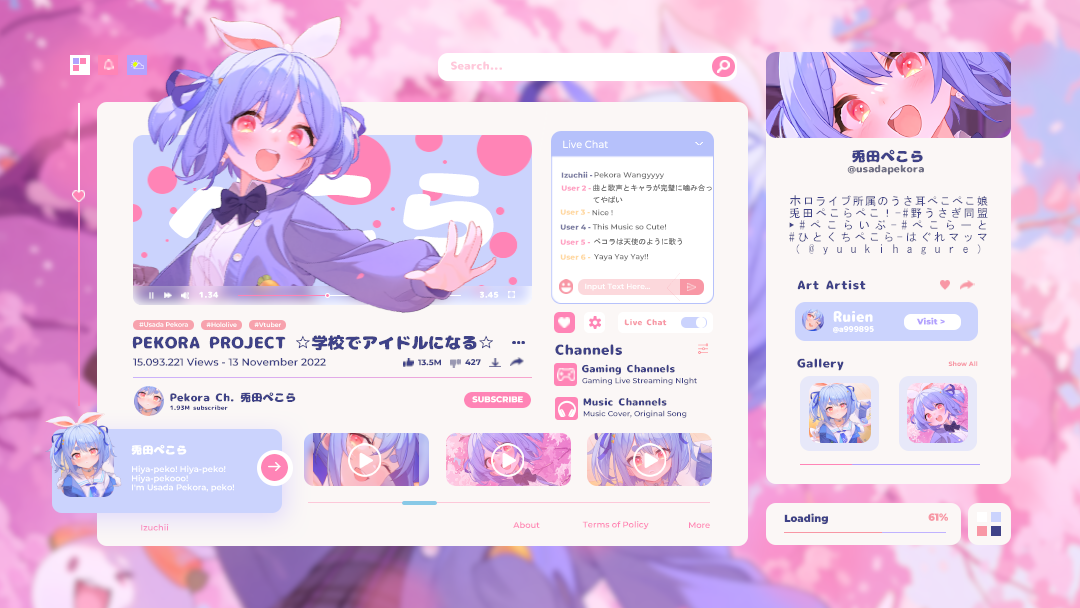 Search...
ら
1.34
3.45
#Usada Pekora
#Hololive
#Vtuber
PEKORA PROJECT ☆学校でアイドルになる☆
15.093.221 Views - 13 November 2022
13.5M
427
Pekora Ch. 兎田ぺこら
1.93M subscriber
SUBSCRIBE
Live Chat
Izuchii - Pekora Wangyyyy
User 2 - 曲と歌声とキャラが完璧に噛み合っ
てやばい
User 3 - Nice !
User 4 - This Music so Cute!
User 5 - ペコラは天使のように歌う
User 6 - Yaya Yay Yay!!
Input Text Here...
Live Chat
Channels
Gaming Channels
Gaming Live Streaming Night
Music Channels
Music Cover, Original Song
兎田ぺこら
Hiya-peko! Hiya-peko!
Hiya-pekooo!
I'm Usada Pekora, peko!
Izuchii
About
Terms of Policy
More
兎田ぺこら
@usadapekora
ホロライブ所属のうさ耳ぺこぺこ娘
兎田ぺこらぺこ！-#野うさぎ同盟
▸#ぺこらいぶ-#ぺこらーと
#ひとくちぺこら-はぐれマッマ
(@yuukihagure)
Art Artist
Ruien
@a999895
Visit >
Gallery
Show All
Loading
61%